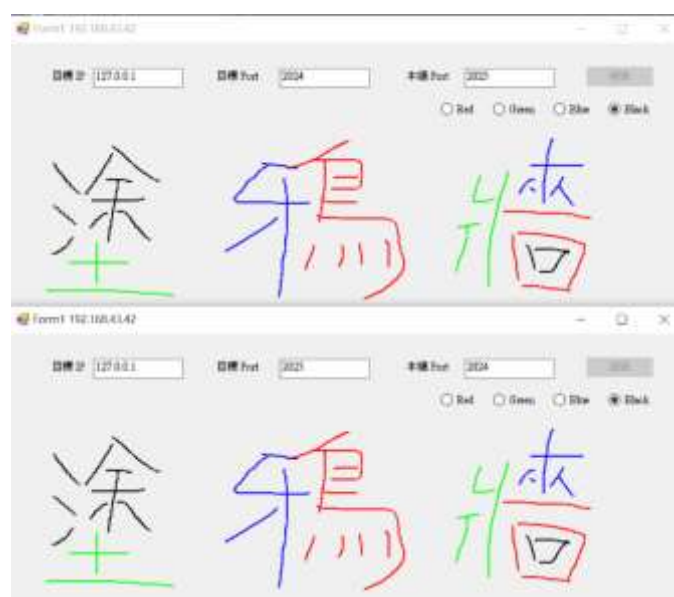 Form1 192.168.43.42
目標 IP 127.0.0.1 目標 Port 2024 本機 Port 2025
Red Green Blue Black
塗鴉牆
Form1 192.168.43.42
目標 IP 127.0.0.1 目標 Port 2025 本機 Port 2024
Red Green Blue Black
塗鴉牆